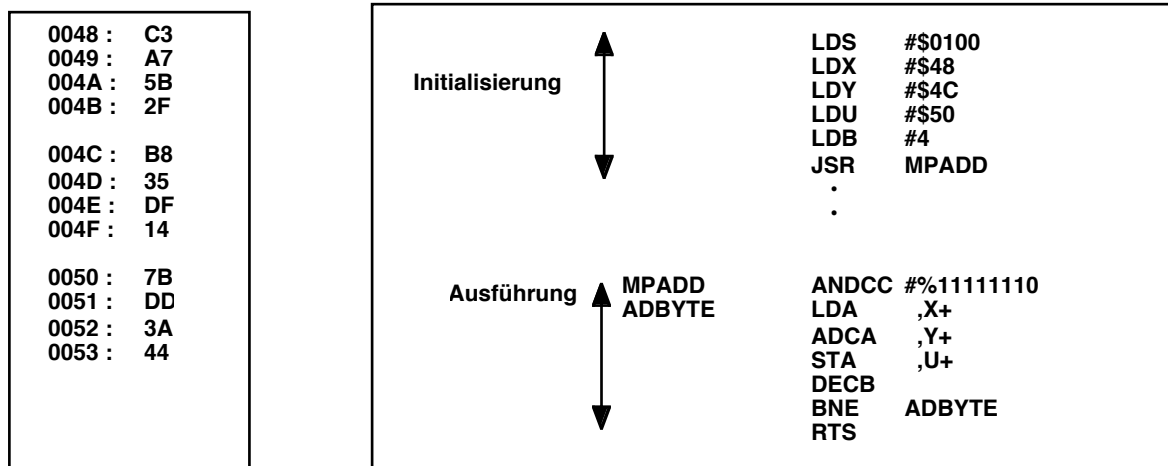 0048 : C3
0049 : A7
004A : 5B
004B : 2F
004C : B8
004D : 35
004E : DF
004F : 14
0050 : 7B
0051 : DD
0052 : 3A
0053 : 44
Initialisierung
LDS #$0100
LDX #$48
LDY #$4C
LDU #$50
LDB #4
JSR MPADD
.
.
Ausführung
MPADD ANDCC #%11111110
ADBYTE LDA ,X+
ADCA ,Y+
STA ,U+
DECB
BNE ADBYTE
RTS